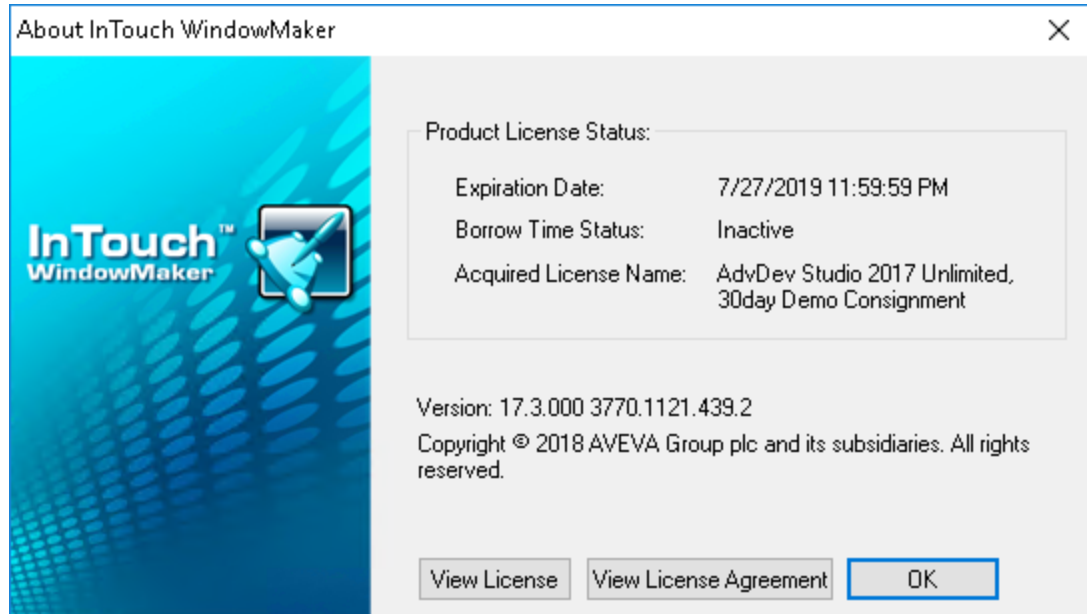 About InTouch WindowMaker
InTouch™
WindowMaker
Product License Status:
Expiration Date: 7/27/2019 11:59:59 PM
Borrow Time Status: Inactive
Acquired License Name: AdvDev Studio 2017 Unlimited,
30day Demo Consignment
Version: 17.3.000 3770.1121.439.2
Copyright © 2018 AVEVA Group plc and its subsidiaries. All rights
reserved.
View License View License Agreement OK